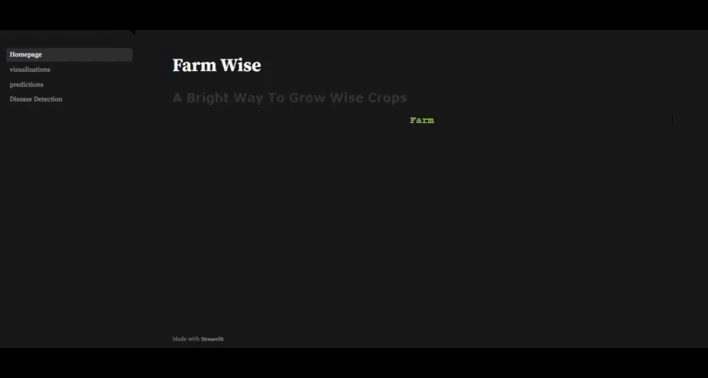 Homepage
visualizations
predictions
Disease Detection
Farm Wise
A Bright Way To Grow Wise Crops
Farm
Made with Streamlit